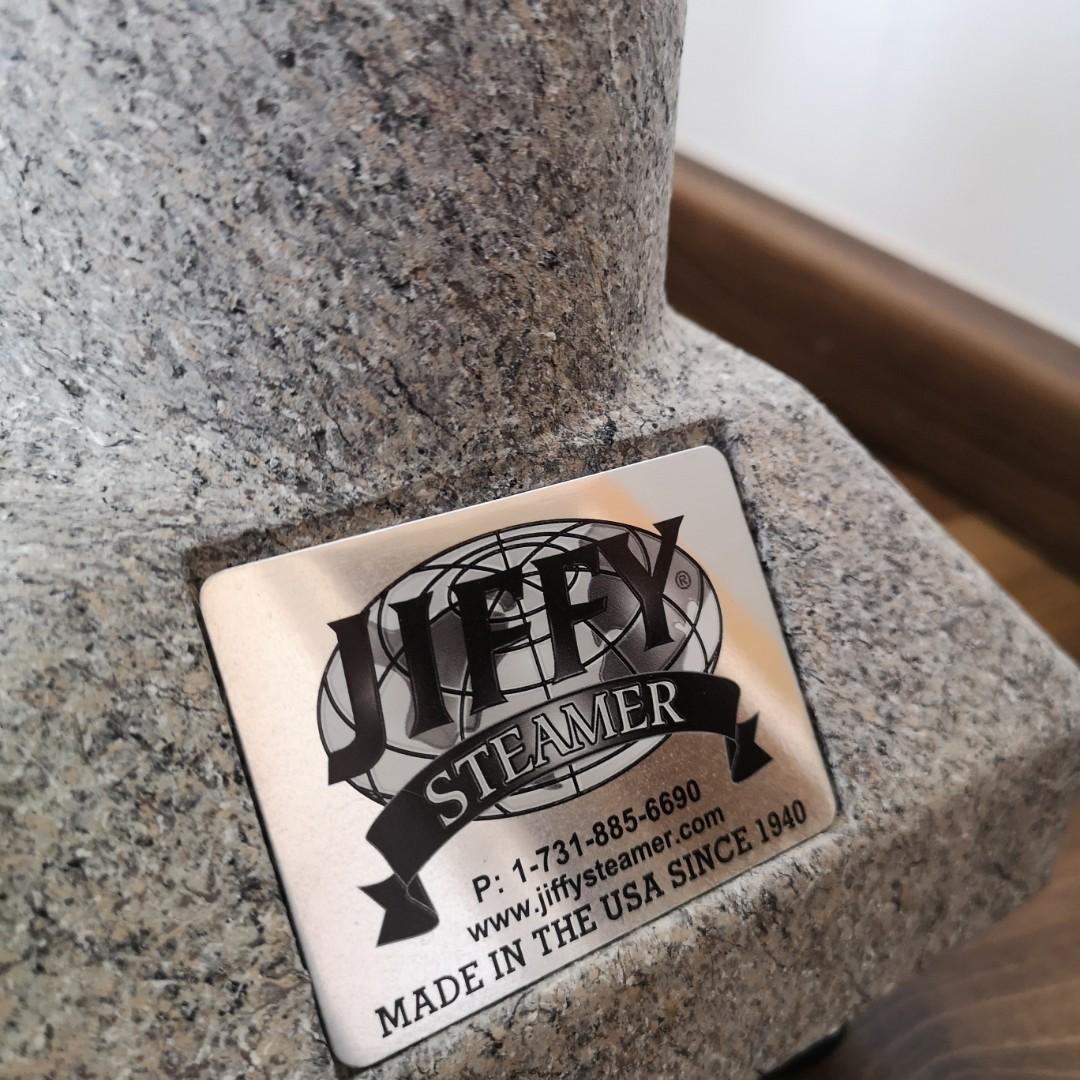 JIFFY®
STEAMER
P: 1-731-885-6690
www.jiffysteamer.com
MADE IN THE USA SINCE 1940